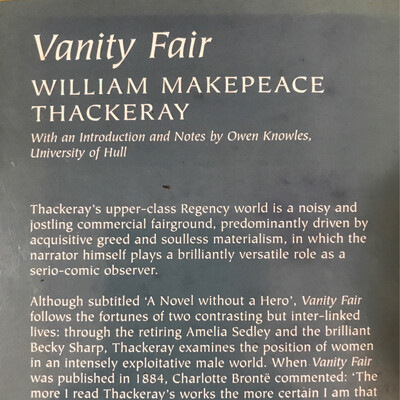 Vanity Fair
WILLIAM MAKEPEACE
THACKERAY
With an Introduction and Notes by Owen Knowles,
University of Hull
Thackeray's upper-class Regency world is a noisy and
jostling commercial fairground, predominantly driven by
acquisitive greed and soulless materialism, in which the
narrator himself plays a brilliantly versatile role as a
serio-comic observer.
Although subtitled 'A Novel without a Hero', Vanity Fair
follows the fortunes of two contrasting but inter-linked
lives: through the retiring Amelia Sedley and the brilliant
Becky Sharp, Thackeray examines the position of women
in an intensely exploitative male world. When Vanity Fair
was published in 1884, Charlotte Brontë commented: 'The
more I read Thackeray's works the more certain I am that